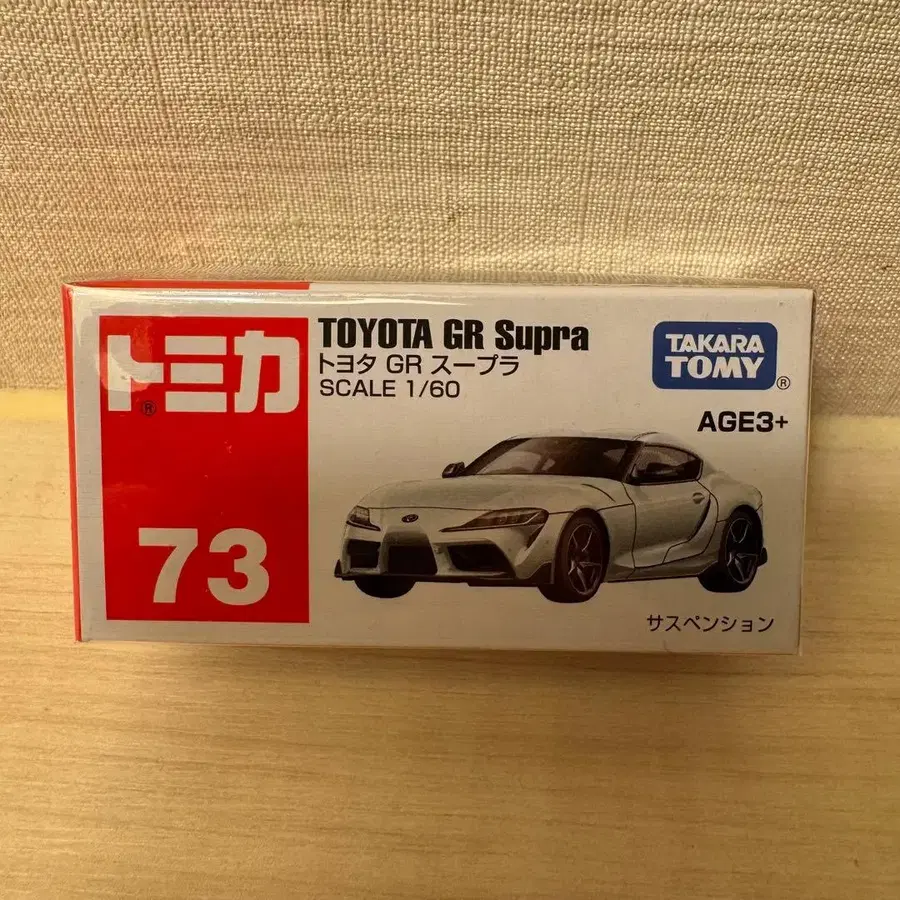 トミカ®
73
TOYOTA GR Supra
トヨタ GR スープラ
SCALE 1/60
TAKARA
TOMY®
AGE3+
サスペンション